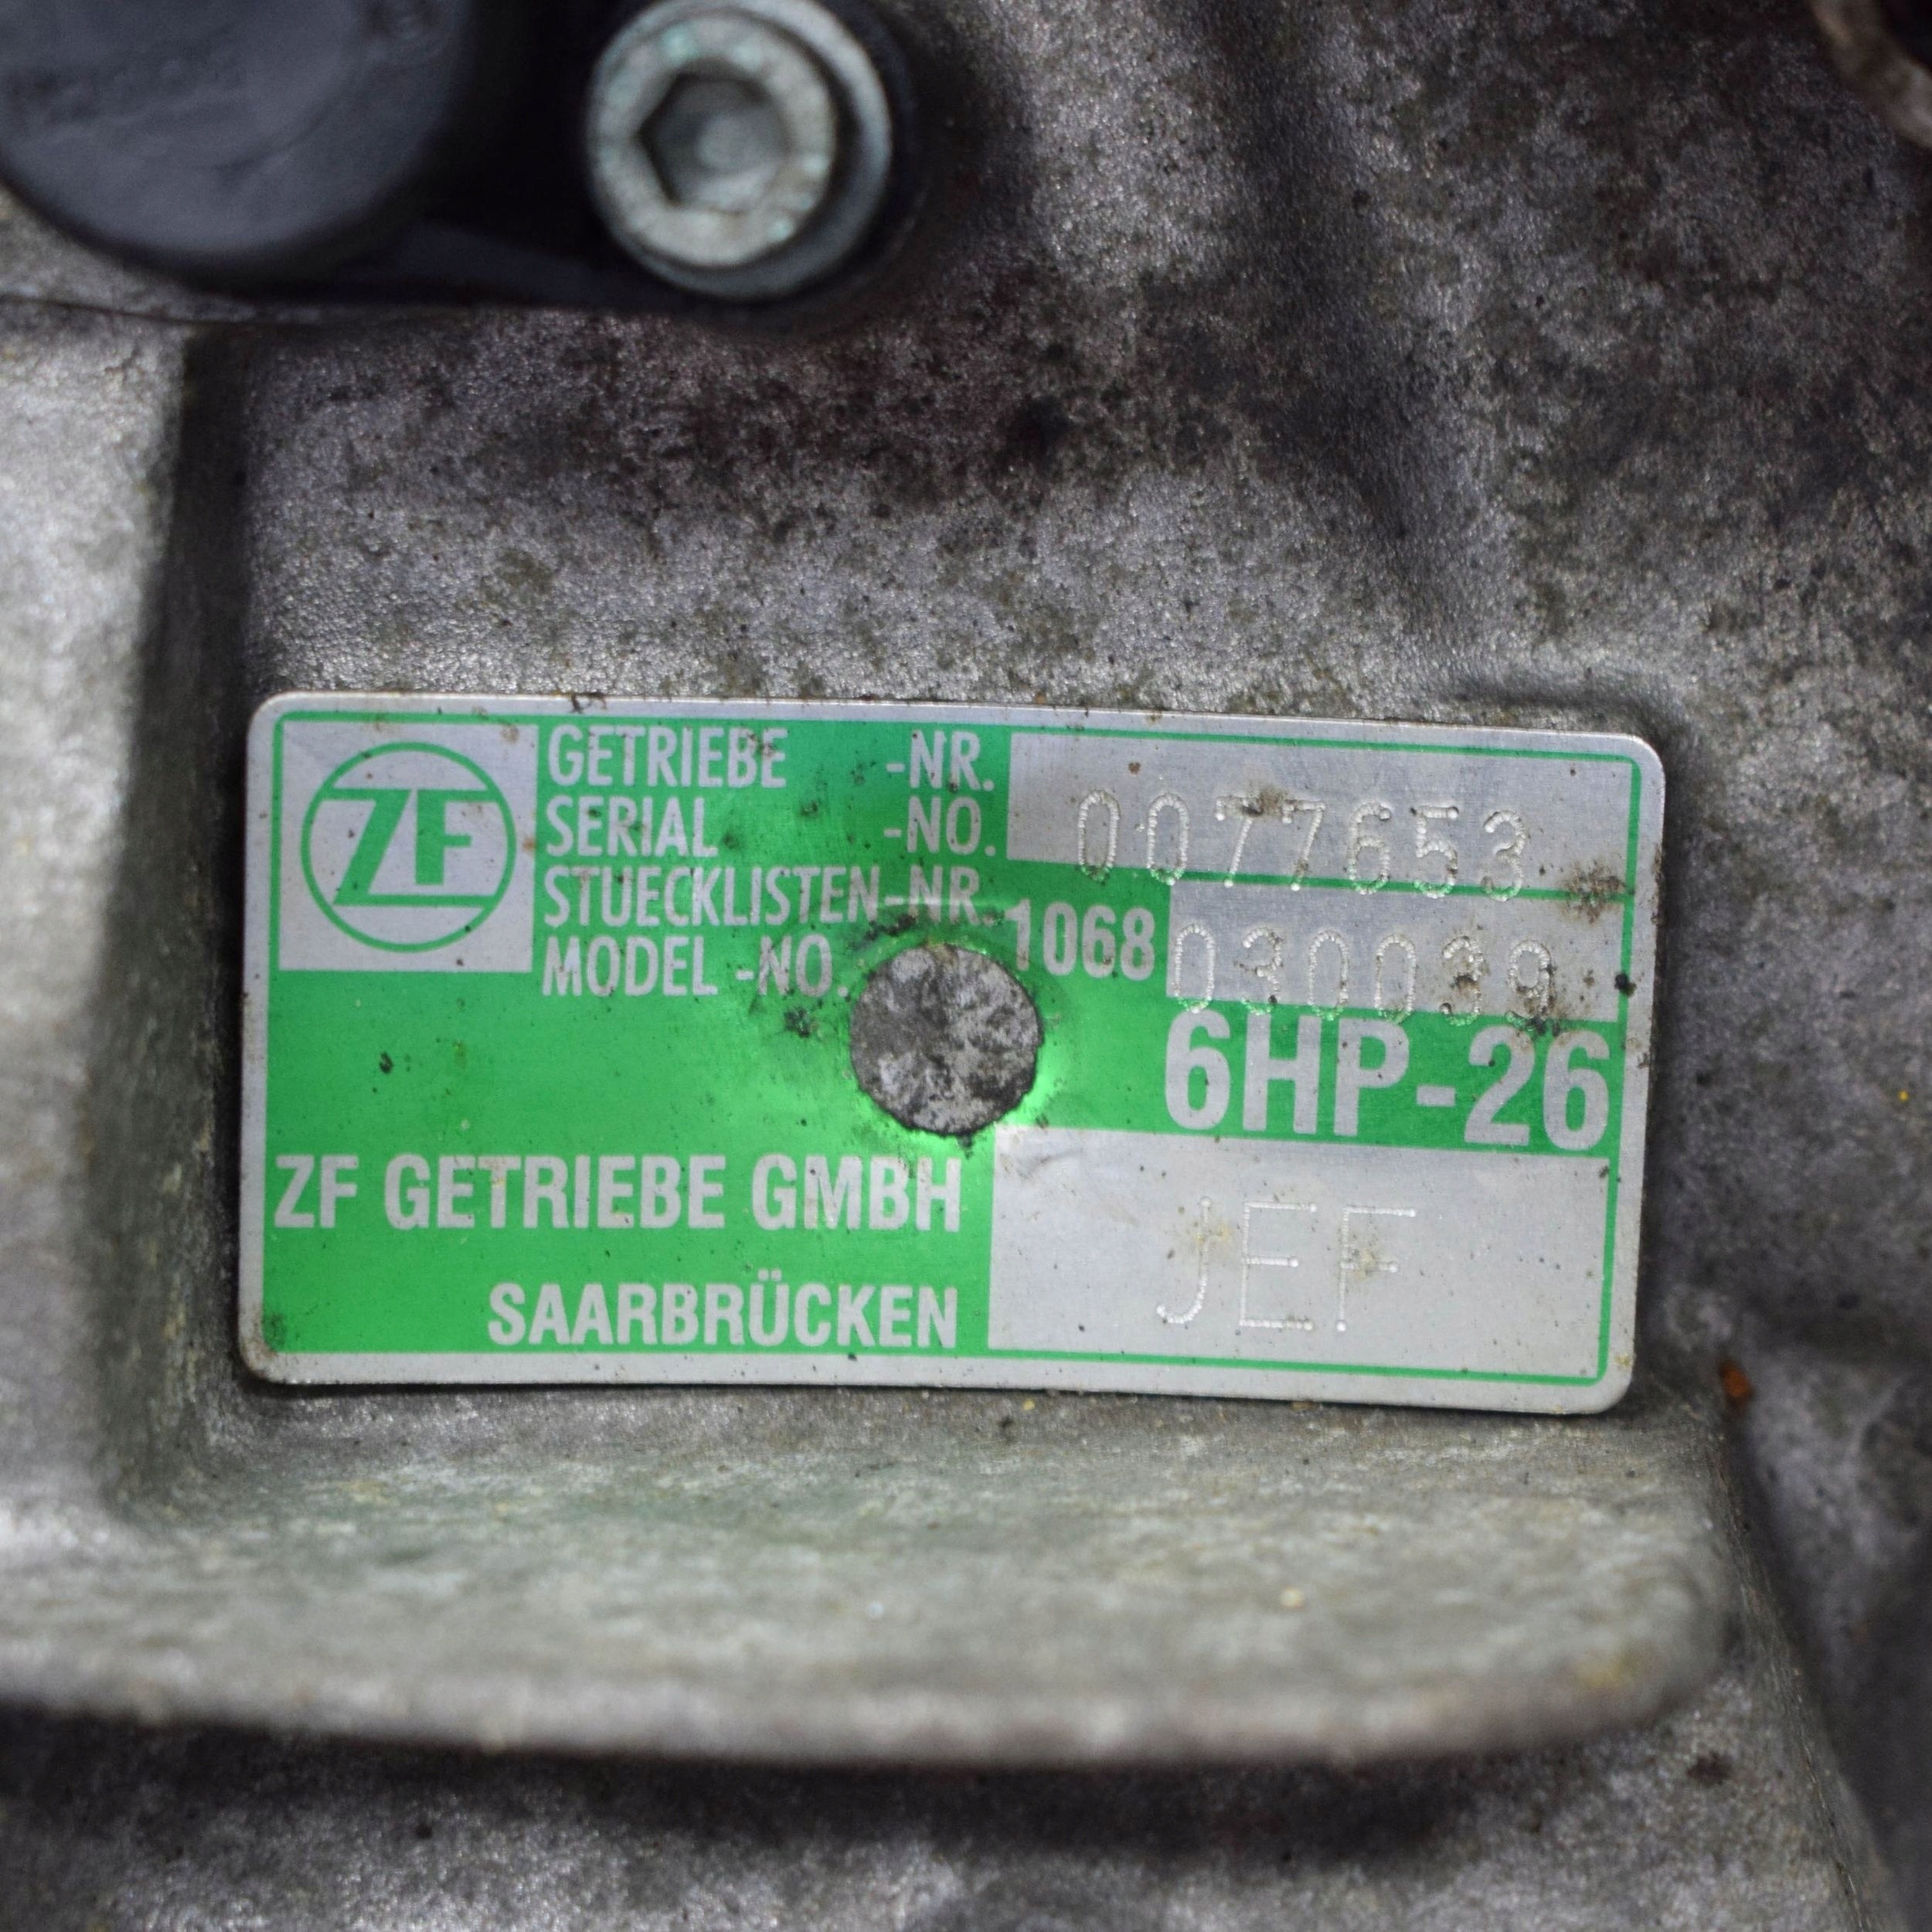 ZF
GETRIEBE -NR.
SERIAL -NO. 0077653
STUECKLISTEN-NR.
MODEL -NO. 1068 030039
6HP-26
ZF GETRIEBE GMBH
SAARBRÜCKEN
JEF